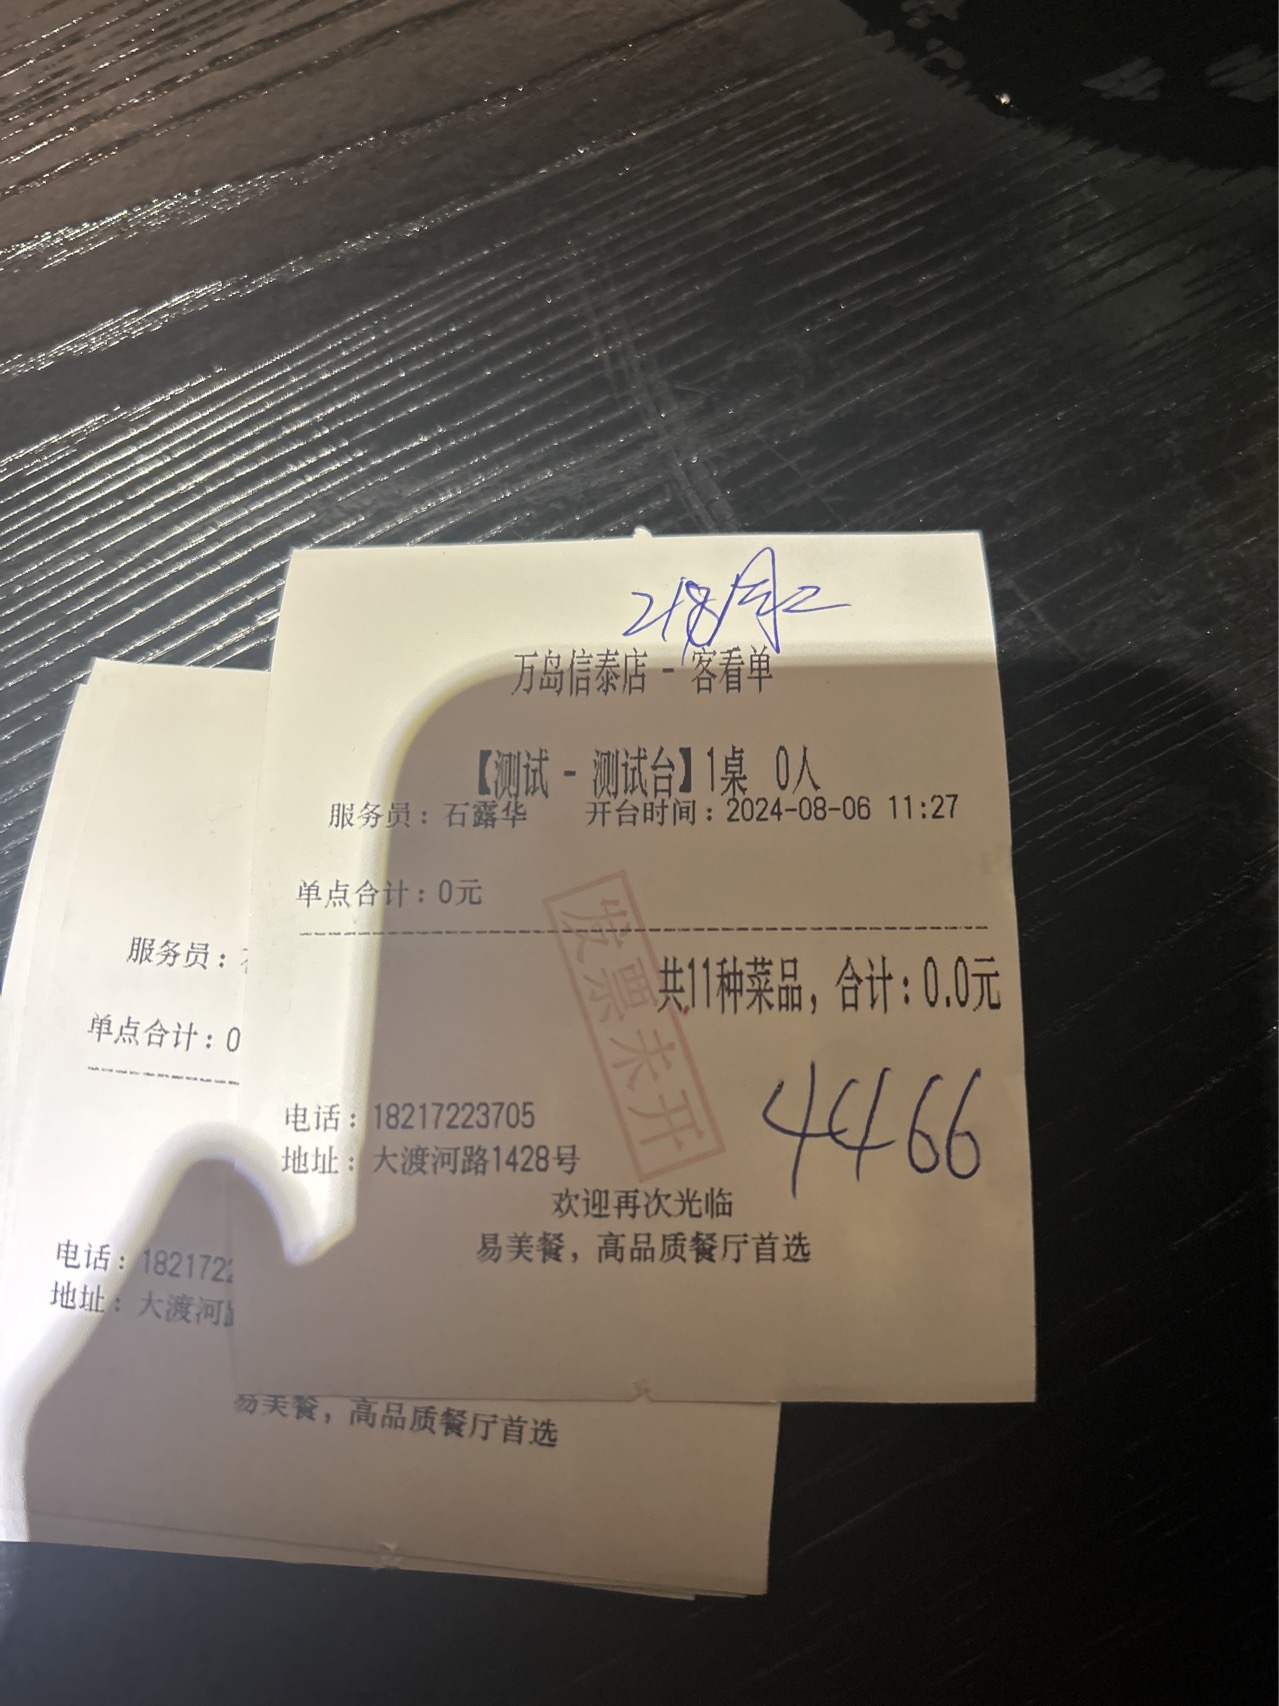 万岛信泰店 - 客看单
【测试 - 测试台】1桌 0人
服务员：石露华 开台时间：2024-08-06 11:27
单点合计：0元
发票未开
共11种菜品，合计：0.0元
4466
电话：18217223705
地址：大渡河路1428号
欢迎再次光临
易美餐，高品质餐厅首选
服务员：
单点合计：0
电话：1821722
地址：大渡河
易美餐，高品质餐厅首选